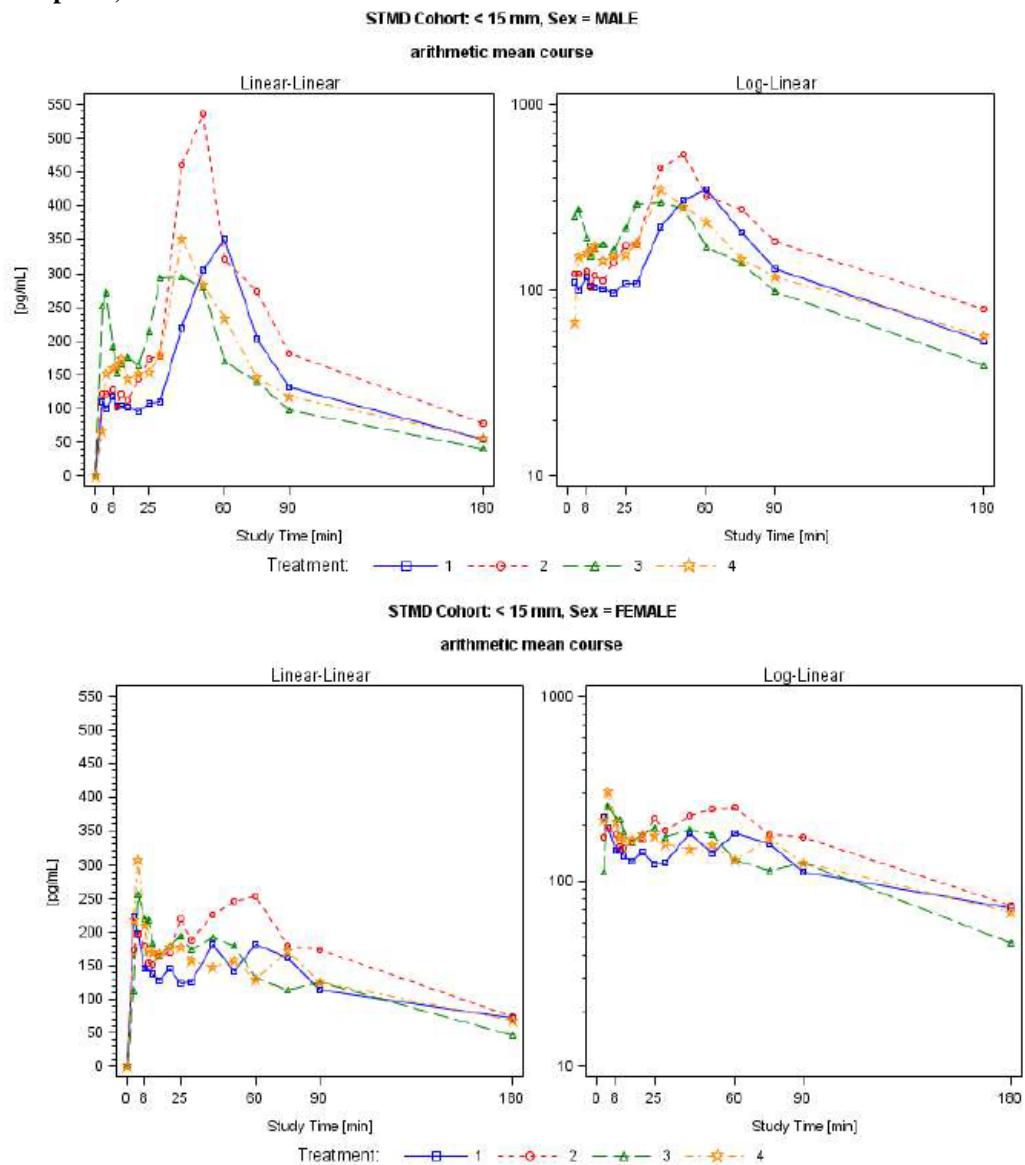 STMD Cohort: < 15 mm, Sex = MALE
arithmetic mean course
Linear-Linear
Log-Linear
550
500
450
400
350
300
250
200
150
100
50
0
[pg/mL]
0 8 25 60 90 180
Study Time [min]
1000
100
10
0 8 25 60 90 180
Study Time [min]
Treatment: 1 2 3 4
STMD Cohort: < 15 mm, Sex = FEMALE
arithmetic mean course
Linear-Linear
Log-Linear
550
500
450
400
350
300
250
200
150
100
50
0
[pg/mL]
0 8 25 60 90 180
Study Time [min]
1000
100
10
0 8 25 60 90 180
Study Time [min]
Treatment: 1 2 3 4